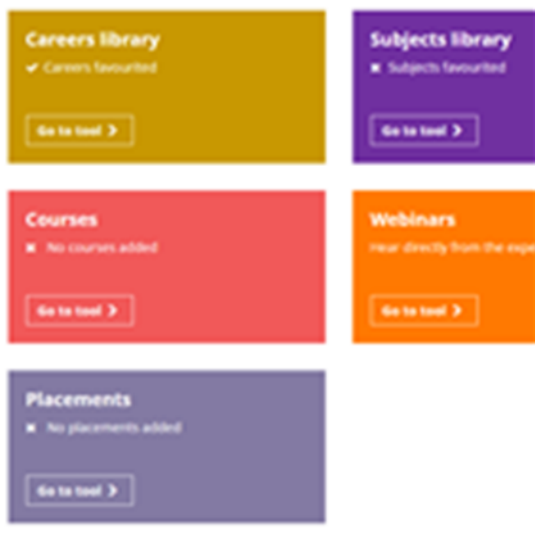 Careers library
✔ Careers favourited
Go to tool >
Subjects library
✖ Subjects favourited
Go to tool >
Courses
✖ No courses added
Go to tool >
Webinars
Hear directly from the expe
Go to tool >
Placements
✖ No placements added
Go to tool >